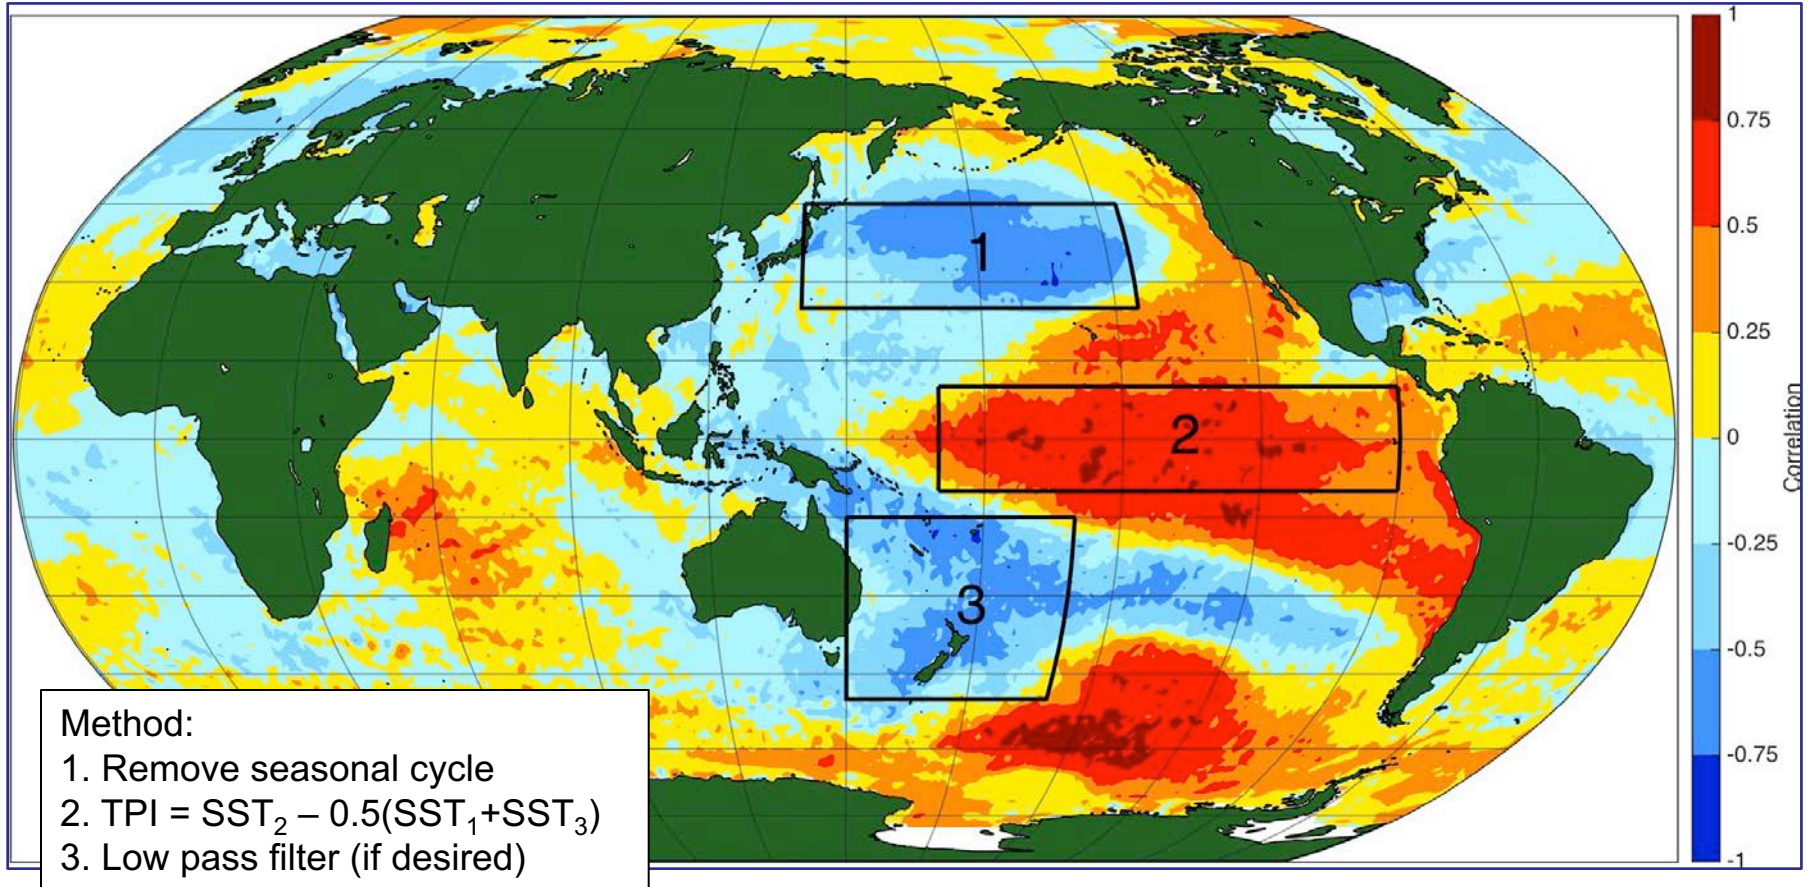 1
2
3
Method:
1. Remove seasonal cycle
2. TPI = SST₂ – 0.5(SST₁+SST₃)
3. Low pass filter (if desired)
1
0.75
0.5
0.25
0
-0.25
-0.5
-0.75
-1
Correlation